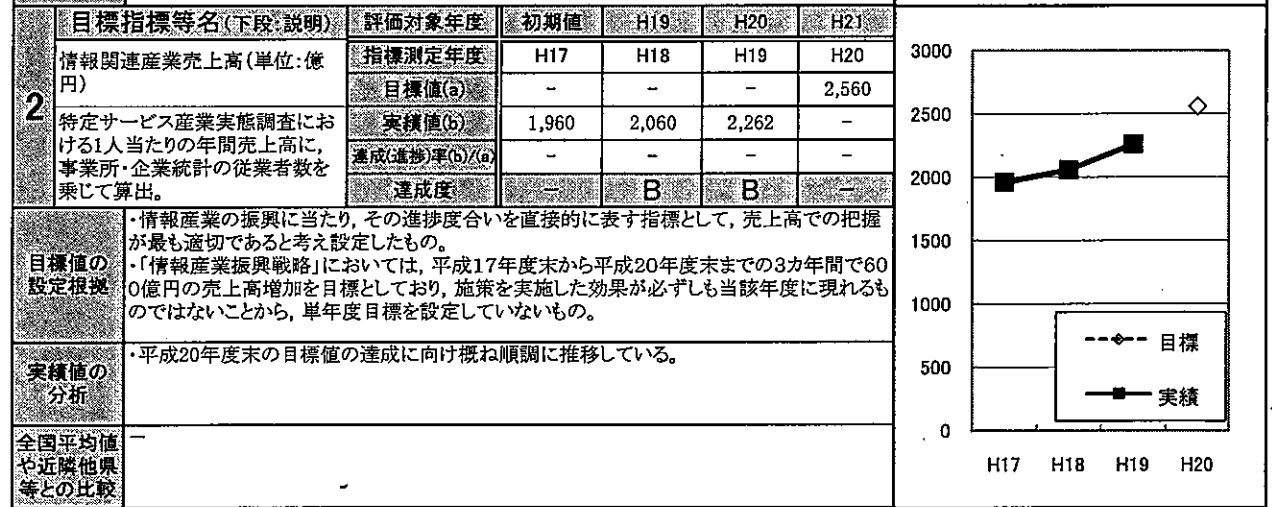 2
目標指標等名(下段:説明) 評価対象年度 初期値 H19 H20 H21
情報関連産業売上高(単位:億
円)
指標測定年度 H17 H18 H19 H20
目標値(a) - - - 2,560
特定サービス産業実態調査にお
ける1人当たりの年間売上高に,
事業所・企業統計の従業者数を
乗じて算出。
実績値(b) 1,960 2,060 2,262 -
達成(進捗)率(b)/(a) - - - -
達成度 - B B -
目標値の
設定根拠
・情報産業の振興に当たり,その進捗度合いを直接的に表す指標として,売上高での把握
が最も適切であると考え設定したもの。
・「情報産業振興戦略」においては,平成17年度末から平成20年度末までの3カ年間で60
0億円の売上高増加を目標としており,施策を実施した効果が必ずしも当該年度に現れるも
のではないことから,単年度目標を設定していないもの。
実績値の
分析
・平成20年度末の目標値の達成に向け概ね順調に推移している。
全国平均値
や近隣他県
等との比較
-
3000
2500
2000
1500
1000
500
0
H17 H18 H19 H20
目標
実績